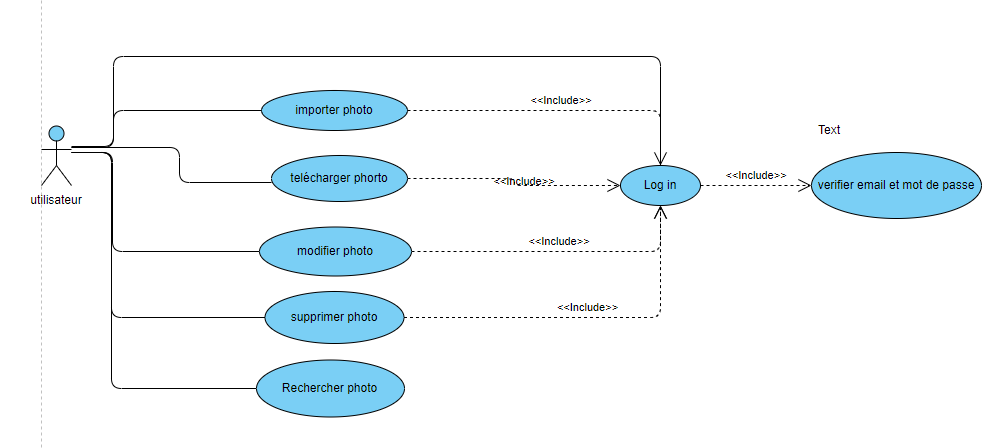 importer photo
<<Include>>
Text
telécharger phorto
<<Include>>
Log in
<<Include>>
verifier email et mot de passe
utilisateur
modifier photo
<<Include>>
supprimer photo
<<Include>>
Rechercher photo